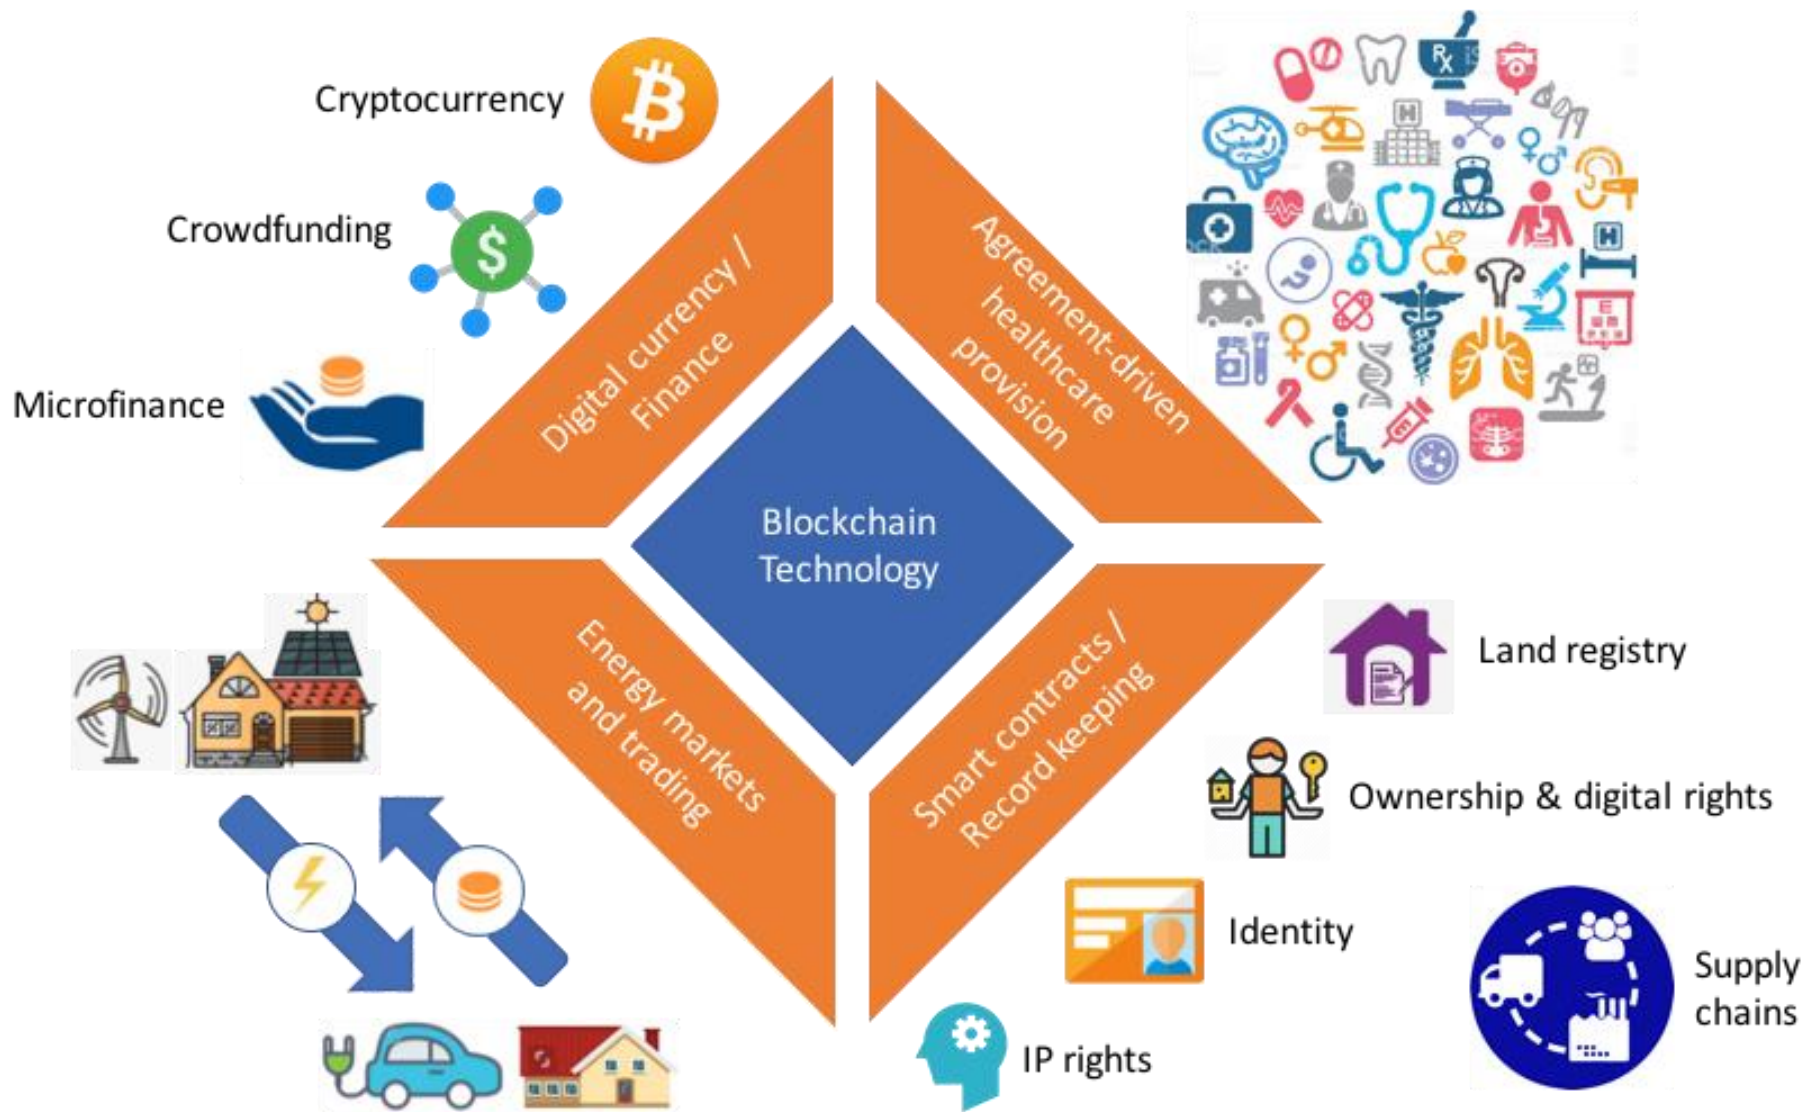 Cryptocurrency
Crowdfunding
Microfinance
Digital currency /
Finance
Agreement-driven
healthcare
provision
Blockchain
Technology
Energy markets
and trading
Smart contracts /
Record keeping
Land registry
Ownership & digital rights
Identity
IP rights
Supply
chains
RX
H
H
E
$